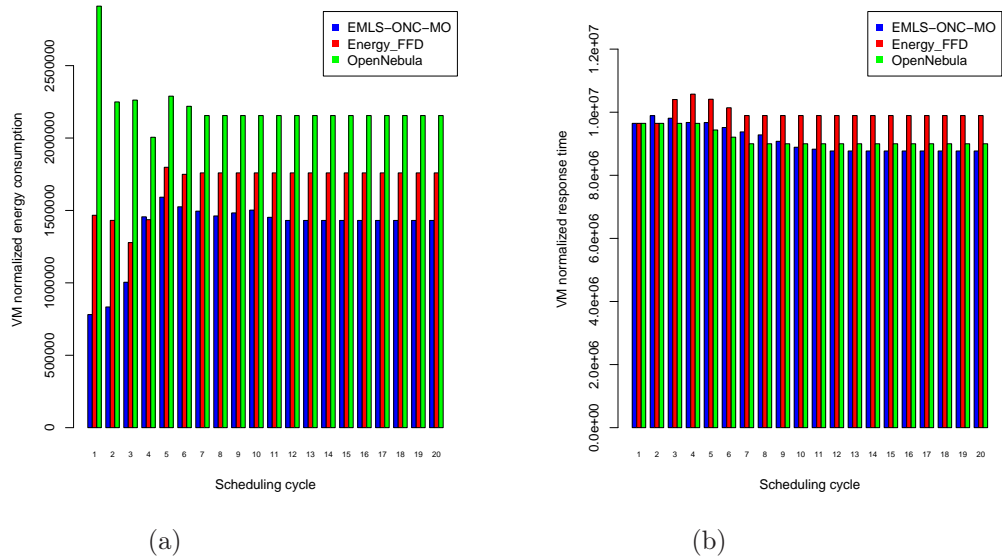 EMLS−ONC−MO
Energy_FFD
OpenNebula
VM normalized energy consumption
0
500000
1000000
1500000
2000000
2500000
1 2 3 4 5 6 7 8 9 10 11 12 13 14 15 16 17 18 19 20
Scheduling cycle
(a)
EMLS−ONC−MO
Energy_FFD
OpenNebula
VM normalized response time
0.0e+00
2.0e+06
4.0e+06
6.0e+06
8.0e+06
1.0e+07
1.2e+07
1 2 3 4 5 6 7 8 9 10 11 12 13 14 15 16 17 18 19 20
Scheduling cycle
(b)